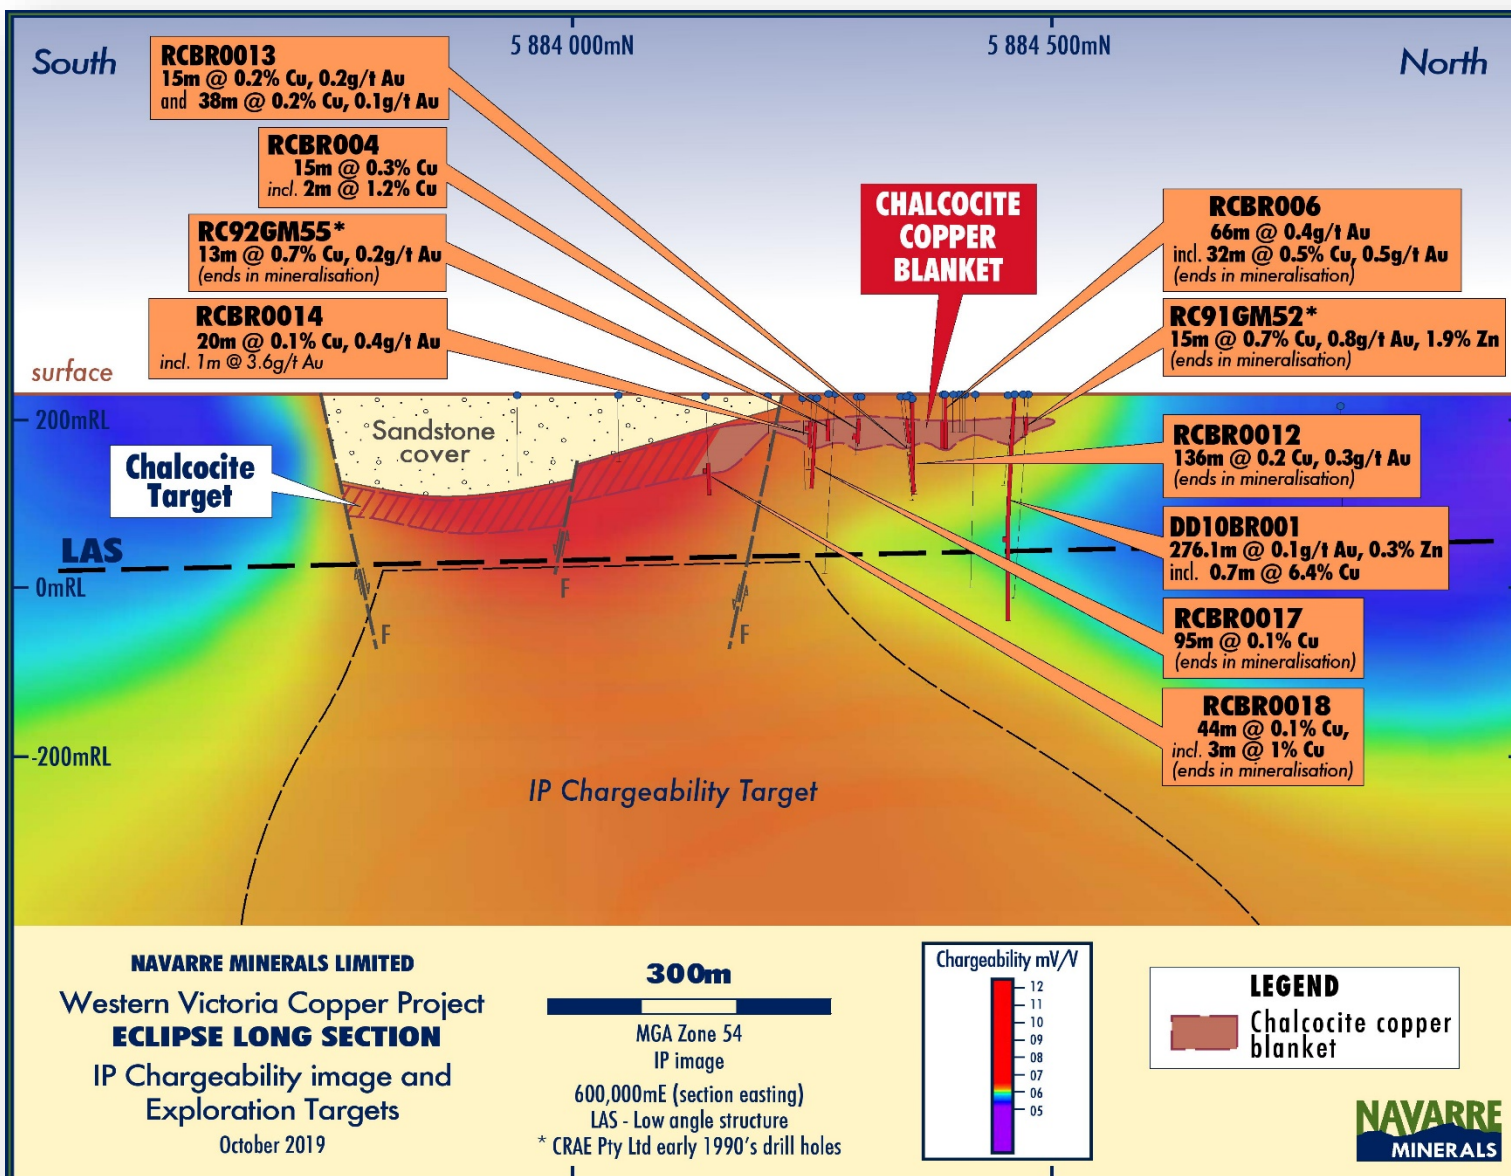 South
5 884 000mN
5 884 500mN
North
RCBR0013
15m @ 0.2% Cu, 0.2g/t Au
and 38m @ 0.2% Cu, 0.1g/t Au
RCBR004
15m @ 0.3% Cu
incl. 2m @ 1.2% Cu
RC92GM55*
13m @ 0.7% Cu, 0.2g/t Au
(ends in mineralisation)
RCBR0014
20m @ 0.1% Cu, 0.4g/t Au
incl. 1m @ 3.6g/t Au
CHALCOCITE
COPPER
BLANKET
RCBR006
66m @ 0.4g/t Au
incl. 32m @ 0.5% Cu, 0.5g/t Au
(ends in mineralisation)
RC91GM52*
15m @ 0.7% Cu, 0.8g/t Au, 1.9% Zn
(ends in mineralisation)
surface
200mRL
Sandstone
cover
Chalcocite
Target
RCBR0012
136m @ 0.2 Cu, 0.3g/t Au
(ends in mineralisation)
DD10BR001
276.1m @ 0.1g/t Au, 0.3% Zn
incl. 0.7m @ 6.4% Cu
LAS
0mRL
F
F
F
RCBR0017
95m @ 0.1% Cu
(ends in mineralisation)
RCBR0018
44m @ 0.1% Cu,
incl. 3m @ 1% Cu
(ends in mineralisation)
-200mRL
IP Chargeability Target
NAVARRE MINERALS LIMITED
Western Victoria Copper Project
ECLIPSE LONG SECTION
IP Chargeability image and
Exploration Targets
October 2019
300m
MGA Zone 54
IP image
600,000mE (section easting)
LAS - Low angle structure
* CRAE Pty Ltd early 1990's drill holes
Chargeability mV/V
12
11
10
09
08
07
06
05
LEGEND
Chalcocite copper
blanket
NAVARRE
MINERALS